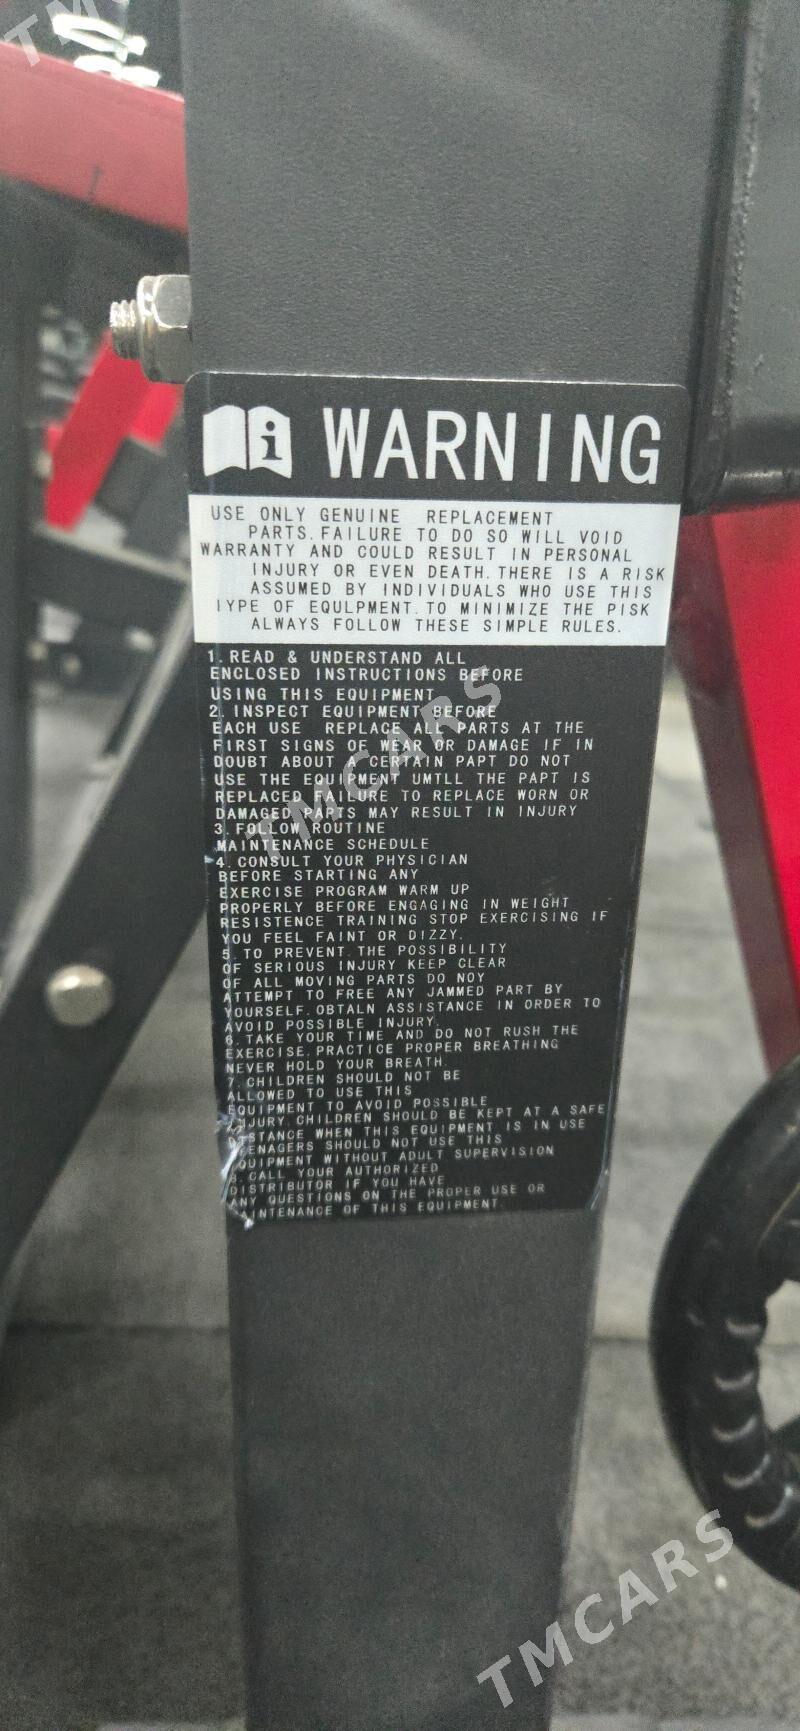 TMCARS
WARNING
USE ONLY GENUINE REPLACEMENT
PARTS. FAILURE TO DO SO WILL VOID
WARRANTY AND COULD RESULT IN PERSONAL
INJURY OR EVEN DEATH. THERE IS A RISK
ASSUMED BY INDIVIDUALS WHO USE THIS
IYPE OF EQULPMENT. TO MINIMIZE THE PISK
ALWAYS FOLLOW THESE SIMPLE RULES.
1. READ & UNDERSTAND ALL
ENCLOSED INSTRUCTIONS BEFORE
USING THIS EQUIPMENT
2. INSPECT EQUIPMENT BEFORE
EACH USE REPLACE ALL PARTS AT THE
FIRST SIGNS OF WEAR OR DAMAGE IF IN
DOUBT ABOUT A CERTAIN PAPT DO NOT
USE THE EQUIPMENT UMTLL THE PAPT IS
REPLACED FAILURE TO REPLACE WORN OR
DAMAGED PARTS MAY RESULT IN INJURY
3. FOLLOW ROUTINE
MAINTENANCE SCHEDULE
4. CONSULT YOUR PHYSICIAN
BEFORE STARTING ANY
EXERCISE PROGRAM WARM UP
PROPERLY BEFORE ENGAGING IN WEIGHT
RESISTENCE TRAINING STOP EXERCISING IF
YOU FEEL FAINT OR DIZZY.
5. TO PREVENT THE POSSIBILITY
OF SERIOUS INJURY KEEP CLEAR
OF ALL MOVING PARTS DO NOY
ATTEMPT TO FREE ANY JAMMED PART BY
YOURSELF. OBTALN ASSISTANCE IN ORDER TO
AVOID POSSIBLE INJURY.
6. TAKE YOUR TIME AND DO NOT RUSH THE
EXERCISE. PRACTICE PROPER BREATHING
NEVER HOLD YOUR BREATH.
7. CHILDREN SHOULD NOT BE
ALLOWED TO USE THIS
EQUIPMENT TO AVOID POSSIBLE
INJURY. CHILDREN SHOULD BE KEPT AT A SAFE
DISTANCE WHEN THIS EQUIPMENT IS IN USE
ENAGERS SHOULD NOT USE THIS
QUIPMENT WITHOUT ADULT SUPERVISION
8. CALL YOUR AUTHORIZED
DISTRIBUTOR IF YOU HAVE
ANY QUESTIONS ON THE PROPER USE OR
INTENANCE OF THIS EQUIPMENT.
TMCARS
TMCARS